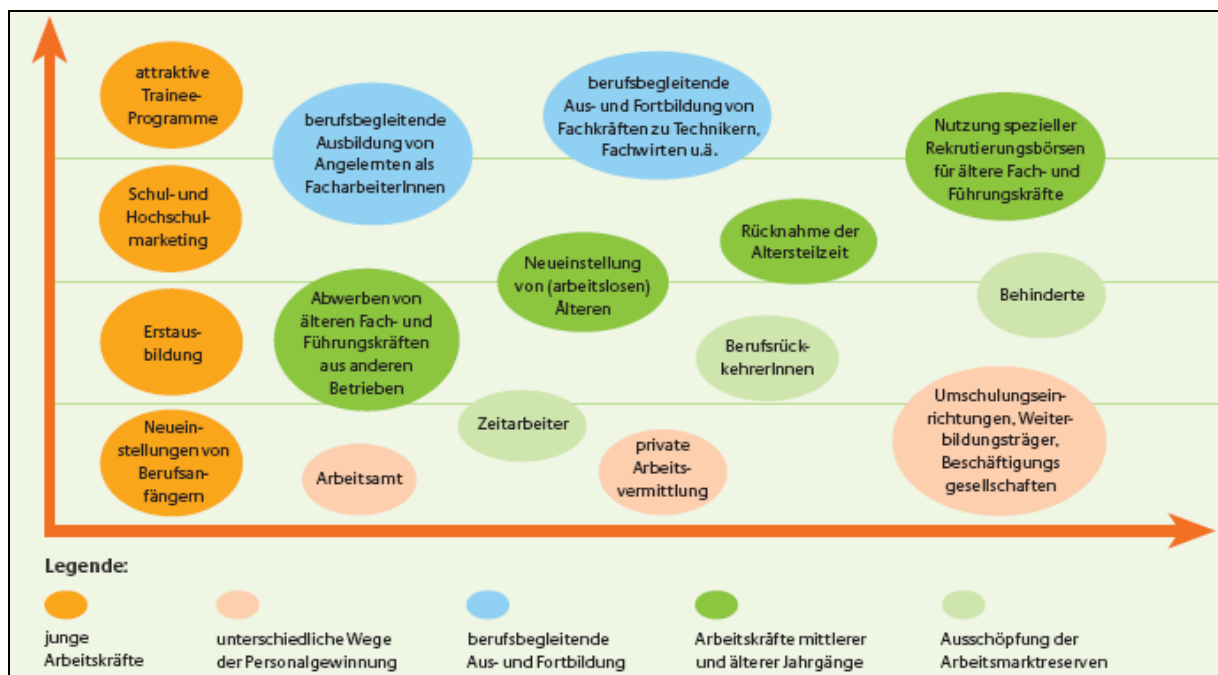 attraktive
Trainee-
Programme
berufsbegleitende
Ausbildung von
Angelernten als
FacharbeiterInnen
berufsbegleitende
Aus- und Fortbildung von
Fachkräften zu Technikern,
Fachwirten u.ä.
Nutzung spezieller
Rekrutierungsbörsen
für ältere Fach- und
Führungskräfte
Schul- und
Hochschul-
marketing
Rücknahme der
Altersteilzeit
Neueinstellung
von (arbeitslosen)
Älteren
Behinderte
Erstaus-
bildung
Abwerben von
älteren Fach- und
Führungskräften
aus anderen
Betrieben
Berufsrück-
kehrerInnen
Neuein-
stellungen von
Berufsan-
fängern
Arbeitsamt
Zeitarbeiter
private
Arbeits-
vermittlung
Umschulungsein-
richtungen, Weiter-
bildungsträger,
Beschäftigungs
gesellschaften
Legende:
junge
Arbeitskräfte
unterschiedliche Wege
der Personalgewinnung
berufsbegleitende
Aus- und Fortbildung
Arbeitskräfte mittlerer
und älterer Jahrgänge
Ausschöpfung der
Arbeitsmarktreserven